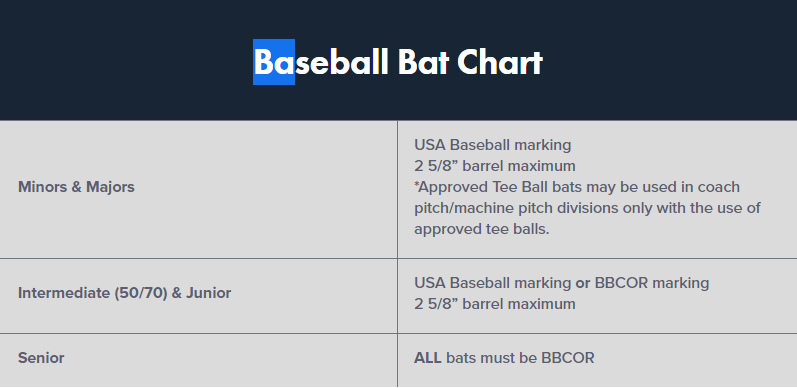 Baseball Bat Chart
Minors & Majors
USA Baseball marking
2 5/8” barrel maximum
*Approved Tee Ball bats may be used in coach
pitch/machine pitch divisions only with the use of
approved tee balls.
Intermediate (50/70) & Junior
USA Baseball marking or BBCOR marking
2 5/8” barrel maximum
Senior
ALL bats must be BBCOR